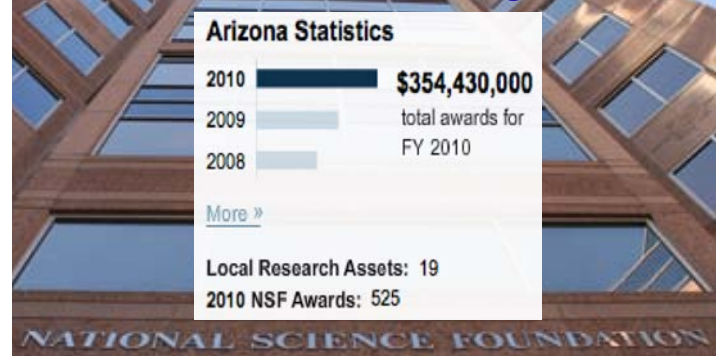 Arizona Statistics
2010 $354,430,000
2009 total awards for
2008 FY 2010
More »
Local Research Assets: 19
2010 NSF Awards: 525
NATIONAL SCIENCE FOUNDATION